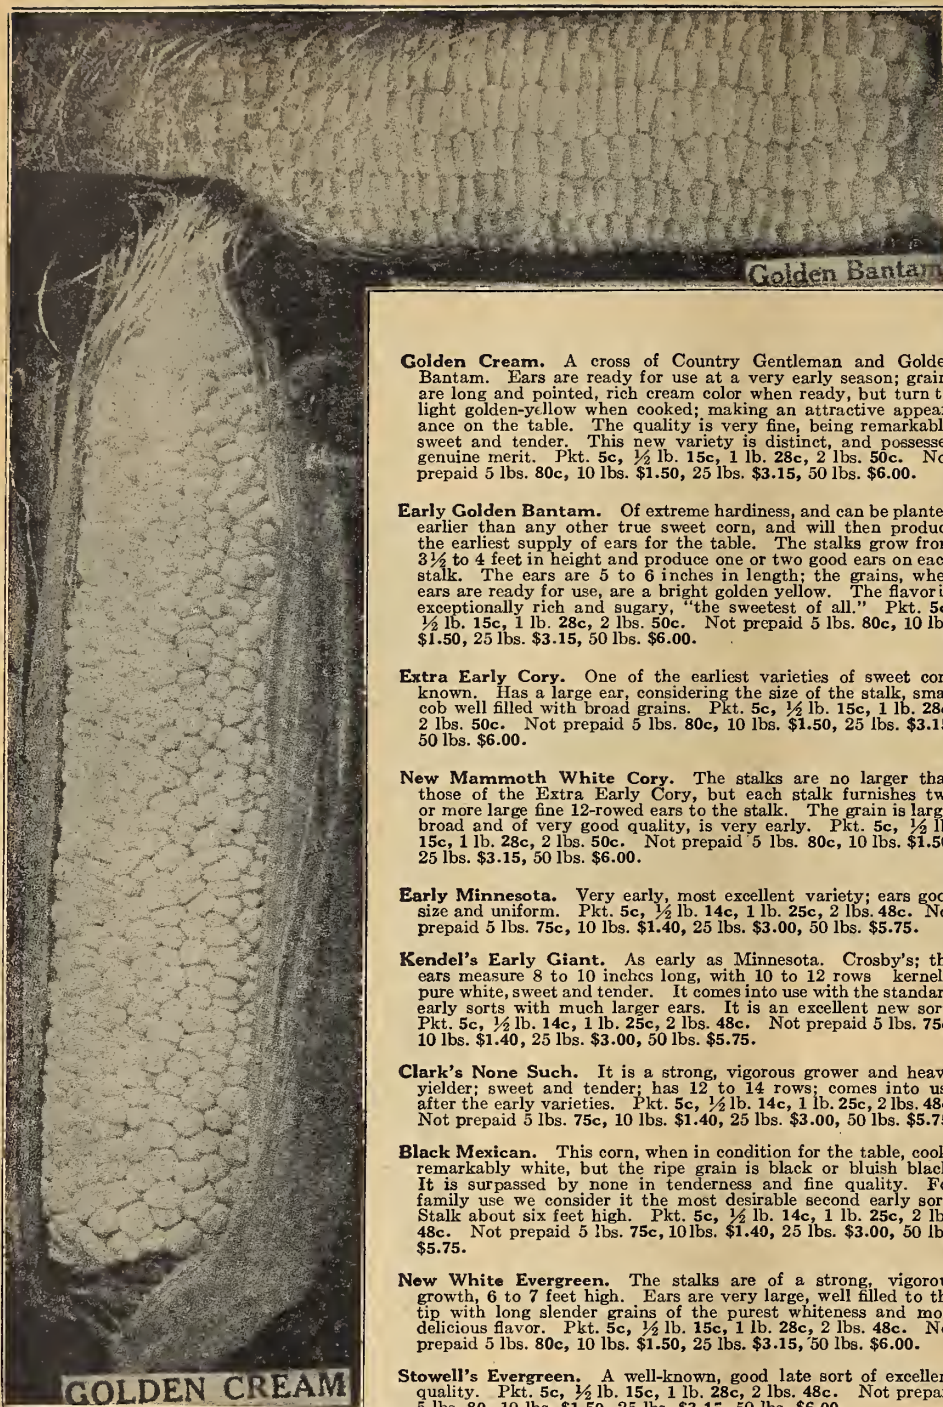 Golden Bantam
Golden Cream. A cross of Country Gentleman and Golde
Bantam. Ears are ready for use at a very early season; grain
are long and pointed, rich cream color when ready, but turn t
light golden-yellow when cooked; making an attractive appea
ance on the table. The quality is very fine, being remarkabl
sweet and tender. This new variety is distinct, and possesse
genuine merit. Pkt. 5c, ½ lb. 15c, 1 lb. 28c, 2 lbs. 50c. No
prepaid 5 lbs. 80c, 10 lbs. $1.50, 25 lbs. $3.15, 50 lbs. $6.00.
Early Golden Bantam. Of extreme hardiness, and can be plante
earlier than any other true sweet corn, and will then produc
the earliest supply of ears for the table. The stalks grow from
3½ to 4 feet in height and produce one or two good ears on eac
stalk. The ears are 5 to 6 inches in length; the grains, whe
ears are ready for use, are a bright golden yellow. The flavor i
exceptionally rich and sugary, "the sweetest of all." Pkt. 5c
½ lb. 15c, 1 lb. 28c, 2 lbs. 50c. Not prepaid 5 lbs. 80c, 10 lb
$1.50, 25 lbs. $3.15, 50 lbs. $6.00.
Extra Early Cory. One of the earliest varieties of sweet cor
known. Has a large ear, considering the size of the stalk, sma
cob well filled with broad grains. Pkt. 5c, ½ lb. 15c, 1 lb. 28c
2 lbs. 50c. Not prepaid 5 lbs. 80c, 10 lbs. $1.50, 25 lbs. $3.15
50 lbs. $6.00.
New Mammoth White Cory. The stalks are no larger tha
those of the Extra Early Cory, but each stalk furnishes tw
or more large fine 12-rowed ears to the stalk. The grain is larg
broad and of very good quality, is very early. Pkt. 5c, ½ lb
15c, 1 lb. 28c, 2 lbs. 50c. Not prepaid 5 lbs. 80c, 10 lbs. $1.50
25 lbs. $3.15, 50 lbs. $6.00.
Early Minnesota. Very early, most excellent variety; ears goo
size and uniform. Pkt. 5c, ½ lb. 14c, 1 lb. 25c, 2 lbs. 48c. No
prepaid 5 lbs. 75c, 10 lbs. $1.40, 25 lbs. $3.00, 50 lbs. $5.75.
Kendel's Early Giant. As early as Minnesota. Crosby's; th
ears measure 8 to 10 inches long, with 10 to 12 rows kernel
pure white, sweet and tender. It comes into use with the standar
early sorts with much larger ears. It is an excellent new sor
Pkt. 5c, ½ lb. 14c, 1 lb. 25c, 2 lbs. 48c. Not prepaid 5 lbs. 75c
10 lbs. $1.40, 25 lbs. $3.00, 50 lbs. $5.75.
Clark's None Such. It is a strong, vigorous grower and heav
yielder; sweet and tender; has 12 to 14 rows; comes into us
after the early varieties. Pkt. 5c, ½ lb. 14c, 1 lb. 25c, 2 lbs. 48c
Not prepaid 5 lbs. 75c, 10 lbs. $1.40, 25 lbs. $3.00, 50 lbs. $5.75
Black Mexican. This corn, when in condition for the table, cook
remarkably white, but the ripe grain is black or bluish black
It is surpassed by none in tenderness and fine quality. Fo
family use we consider it the most desirable second early sor
Stalk about six feet high. Pkt. 5c, ½ lb. 14c, 1 lb. 25c, 2 lb
48c. Not prepaid 5 lbs. 75c, 10 lbs. $1.40, 25 lbs. $3.00, 50 lb
$5.75.
New White Evergreen. The stalks are of a strong, vigorou
growth, 6 to 7 feet high. Ears are very large, well filled to th
tip with long slender grains of the purest whiteness and mo
delicious flavor. Pkt. 5c, ½ lb. 15c, 1 lb. 28c, 2 lbs. 48c. No
prepaid 5 lbs. 80c, 10 lbs. $1.50, 25 lbs. $3.15, 50 lbs. $6.00.
Stowell's Evergreen. A well-known, good late sort of excellen
quality. Pkt. 5c, ½ lb. 15c, 1 lb. 28c, 2 lbs. 48c. Not prepai
5 lbs. 80, 10 lbs. $1.50, 25 lbs. $3.15, 50 lbs. $6.00
GOLDEN CREAM